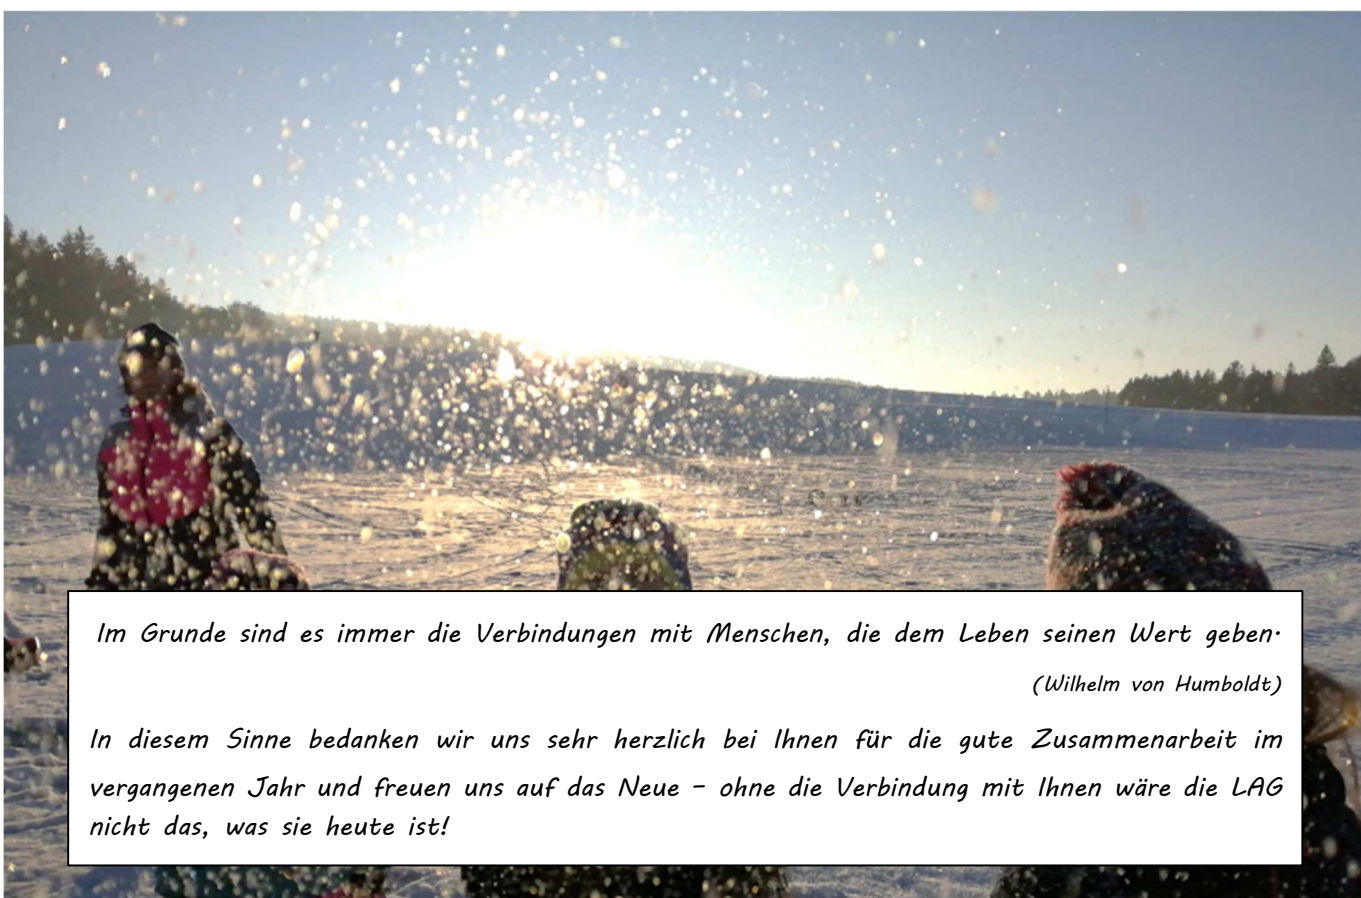 Im Grunde sind es immer die Verbindungen mit Menschen, die dem Leben seinen Wert geben.
(Wilhelm von Humboldt)
In diesem Sinne bedanken wir uns sehr herzlich bei Ihnen für die gute Zusammenarbeit im
vergangenen Jahr und freuen uns auf das Neue – ohne die Verbindung mit Ihnen wäre die LAG
nicht das, was sie heute ist!